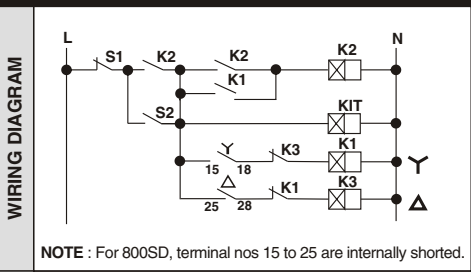 WIRING DIAGRAM
L N
S1 K2 K2 K2
K1
S2 KIT
K3 K1
15 18
K1 K3
25 28
NOTE : For 800SD, terminal nos 15 to 25 are internally shorted.